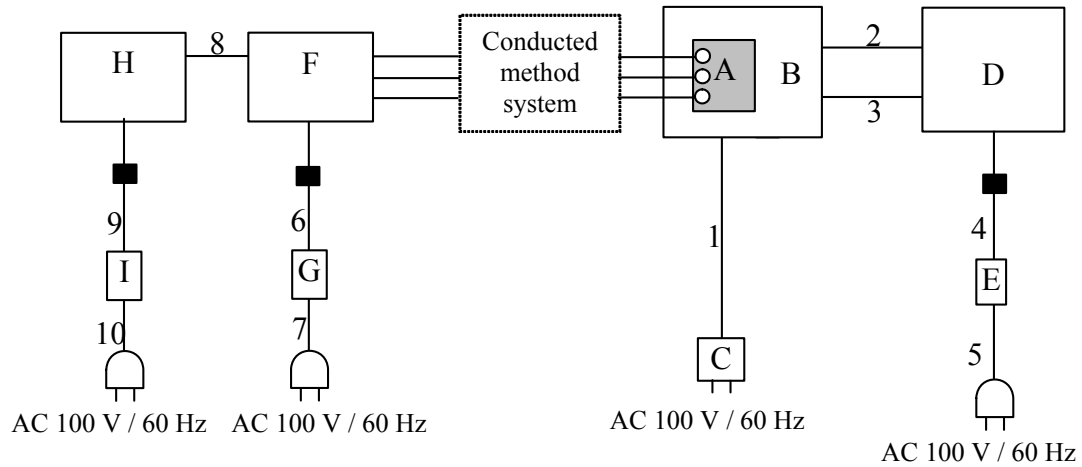 H
8
F
Conducted
method
system
A
B
2
3
D
9
6
1
4
I
G
E
10
7
C
5
AC 100 V / 60 Hz
AC 100 V / 60 Hz
AC 100 V / 60 Hz
AC 100 V / 60 Hz